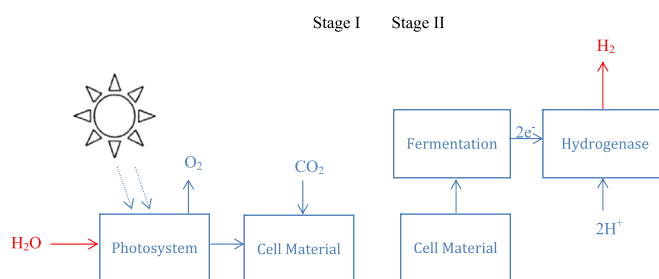 Stage I
Stage II
H₂
O₂
CO₂
Fermentation
2e⁻
Hydrogenase
H₂O
Photosystem
Cell Material
Cell Material
2H⁺